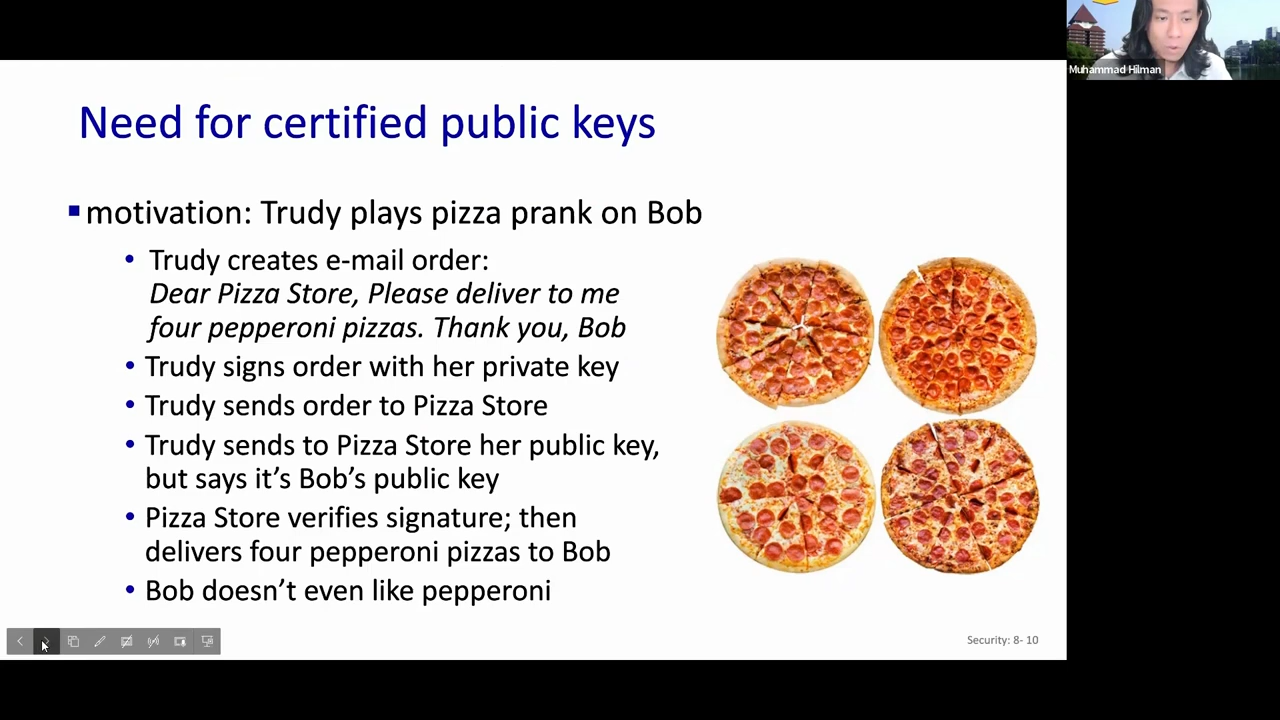 Muhammad Hilman
Need for certified public keys
▪ motivation: Trudy plays pizza prank on Bob
• Trudy creates e-mail order:
Dear Pizza Store, Please deliver to me
four pepperoni pizzas. Thank you, Bob
• Trudy signs order with her private key
• Trudy sends order to Pizza Store
• Trudy sends to Pizza Store her public key,
but says it’s Bob’s public key
• Pizza Store verifies signature; then
delivers four pepperoni pizzas to Bob
• Bob doesn’t even like pepperoni
Security: 8- 10